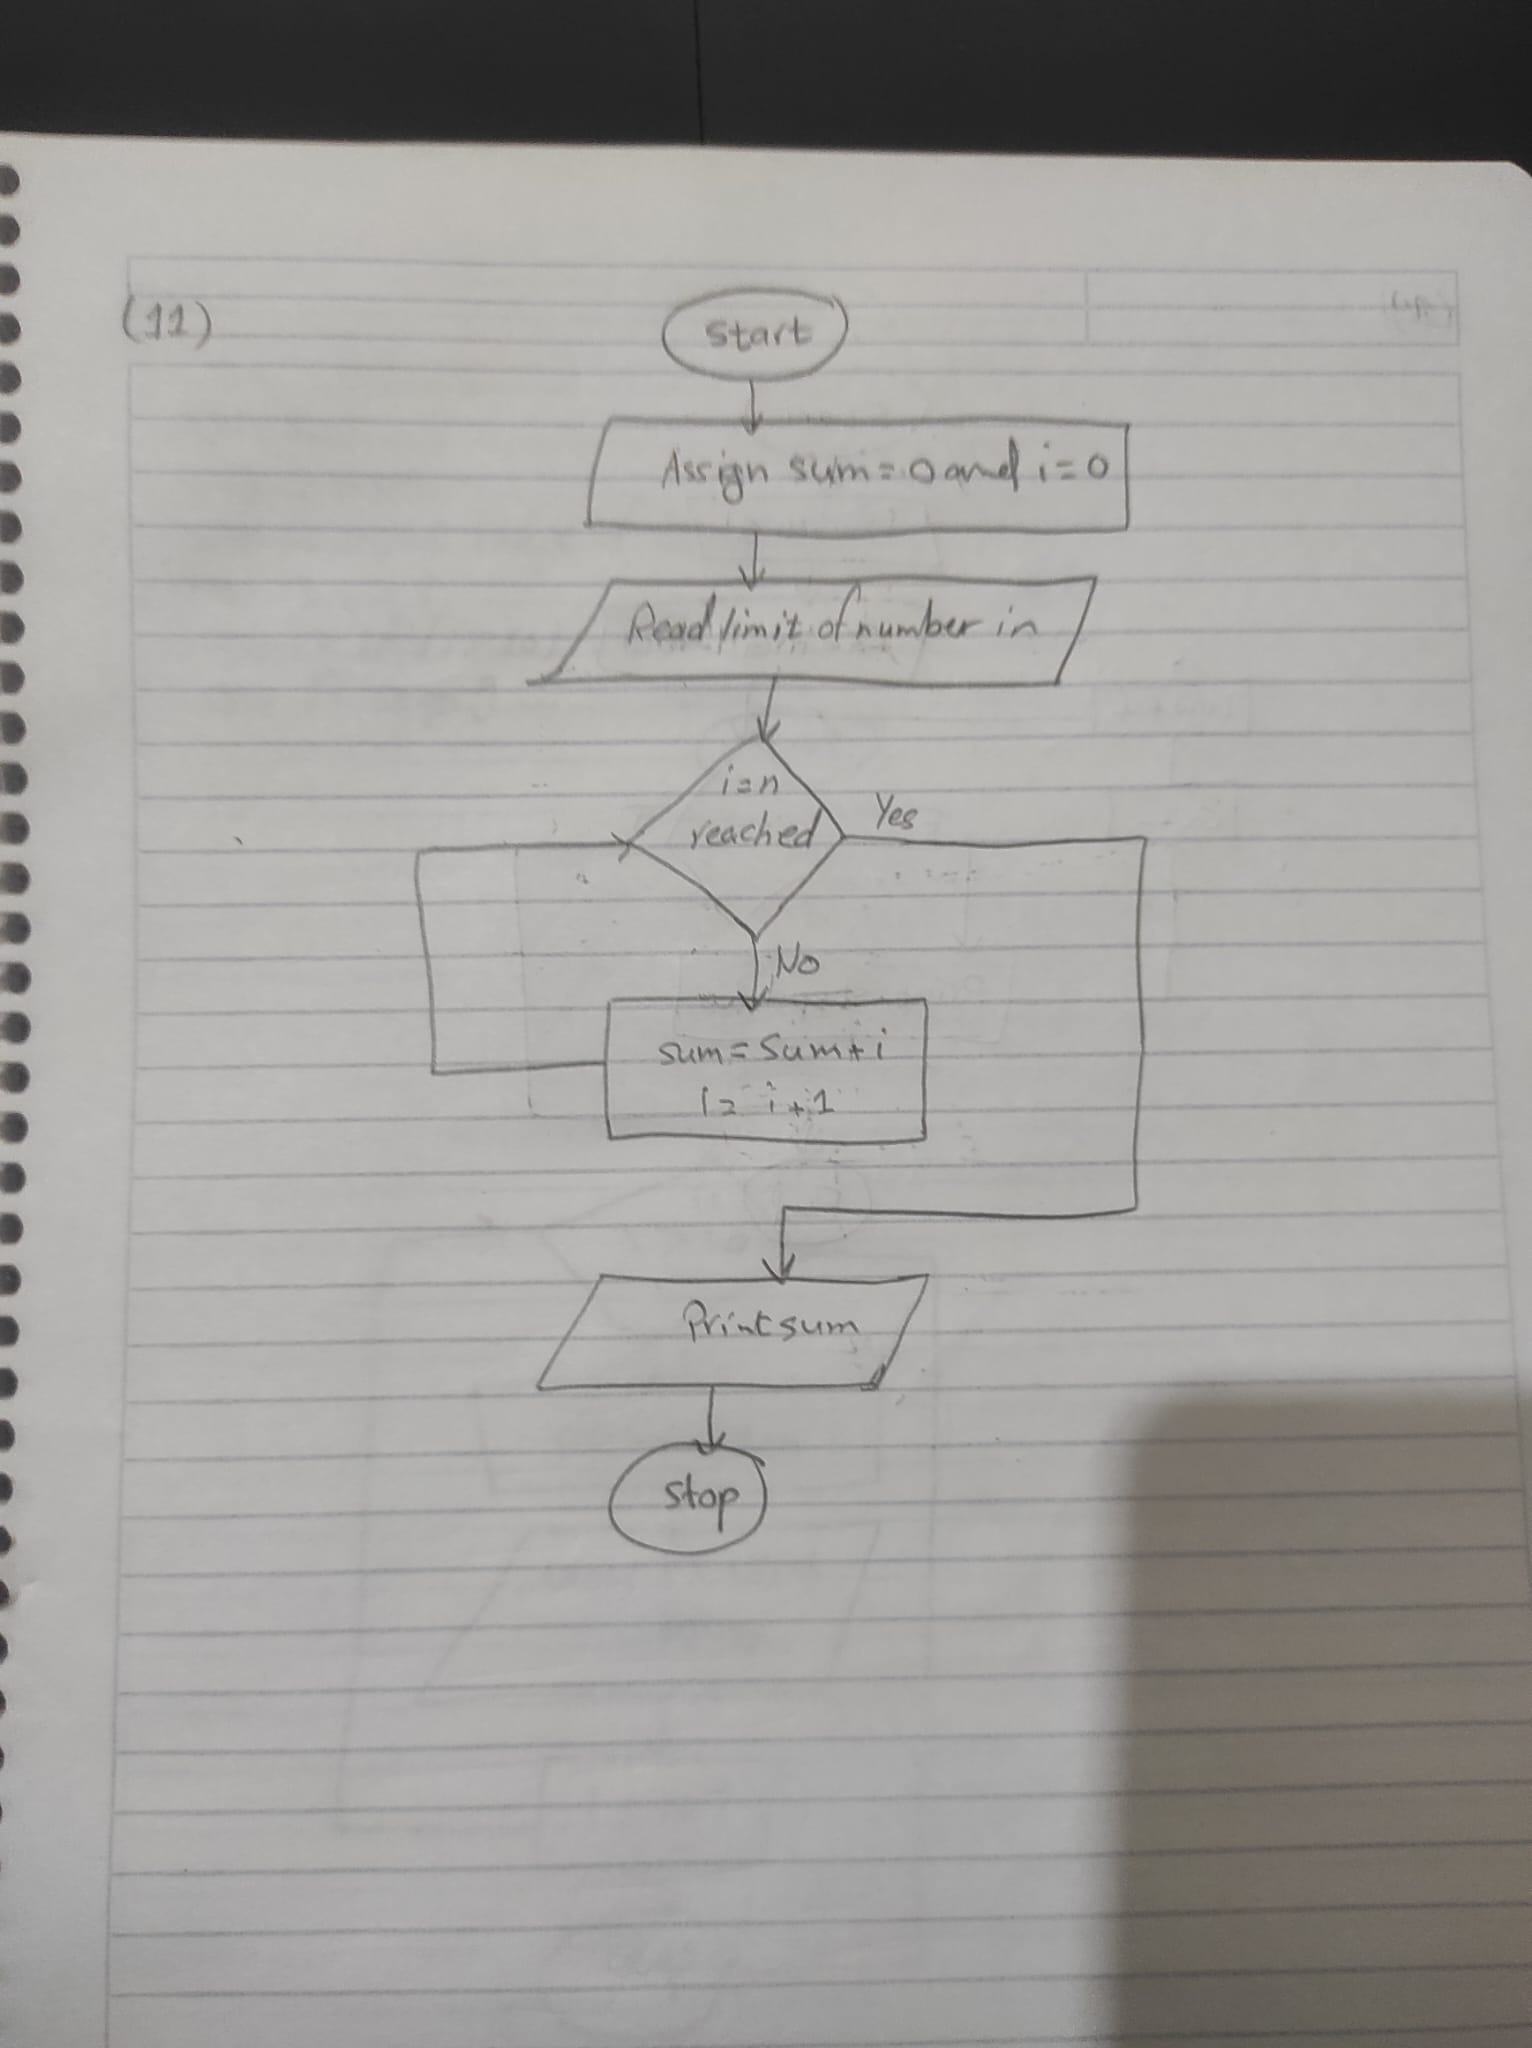 (11)
Start
Assign sum = 0 and i = 0
Read limit of number in
i = n
reached
Yes
No
sum = Sum + i
i = i + 1
Print sum
Stop